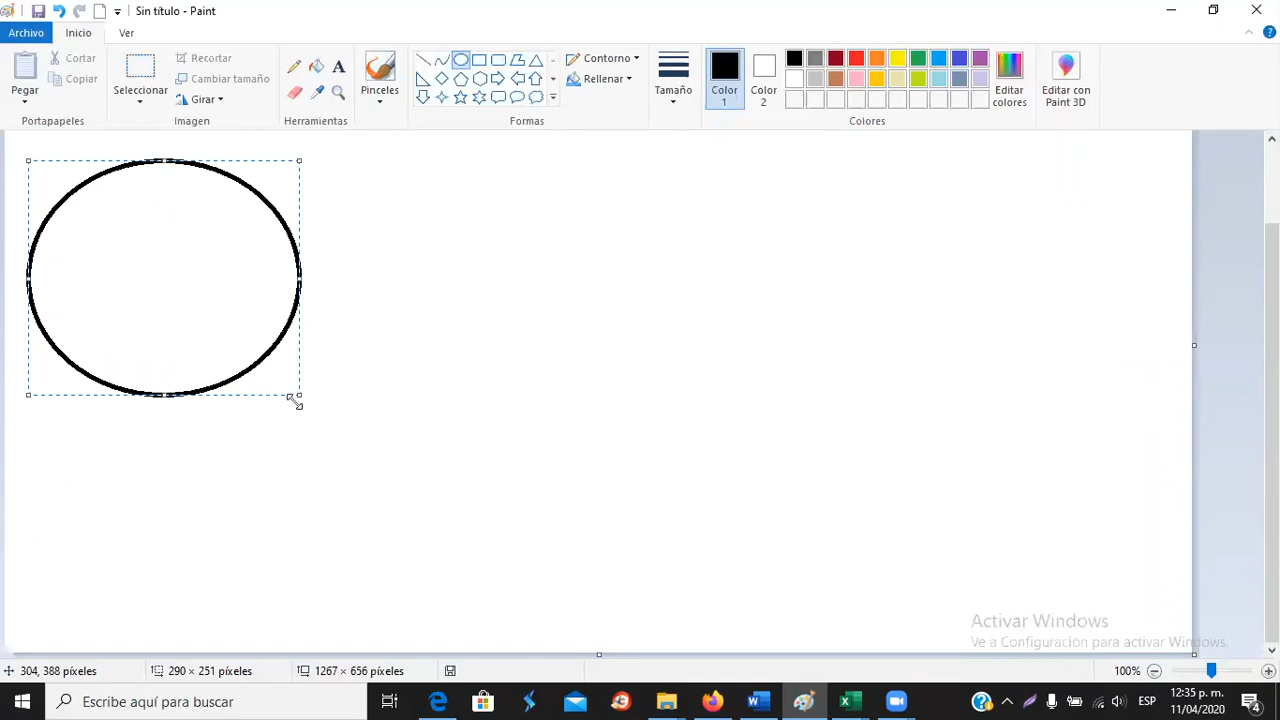 Sin título - Paint
Archivo Inicio Ver
Pegar
Cortar
Copiar
Portapapeles
Seleccionar
Recortar
Cambiar tamaño
Girar
Imagen
A
Herramientas
Pinceles
Contorno
Rellenar
Formas
Tamaño
Color 1
Color 2
Editar colores
Colores
Editar con Paint 3D
Activar Windows
Ve a Configuración para activar Windows.
304, 388 píxeles 290 × 251 píxeles 1267 × 656 píxeles 100%
Escribe aquí para buscar
ESP
12:35 p. m.
11/04/2020
4